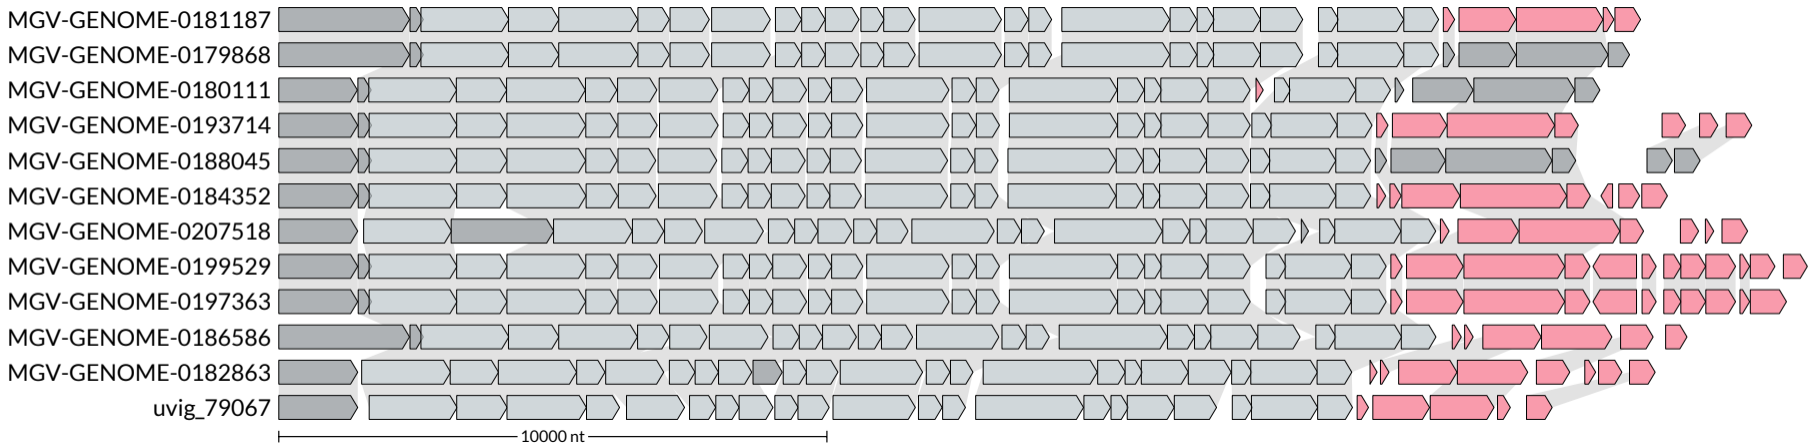 MGV-GENOME-0181187
MGV-GENOME-0179868
MGV-GENOME-0180111
MGV-GENOME-0193714
MGV-GENOME-0188045
MGV-GENOME-0184352
MGV-GENOME-0207518
MGV-GENOME-0199529
MGV-GENOME-0197363
MGV-GENOME-0186586
MGV-GENOME-0182863
uvig_79067
10000 nt